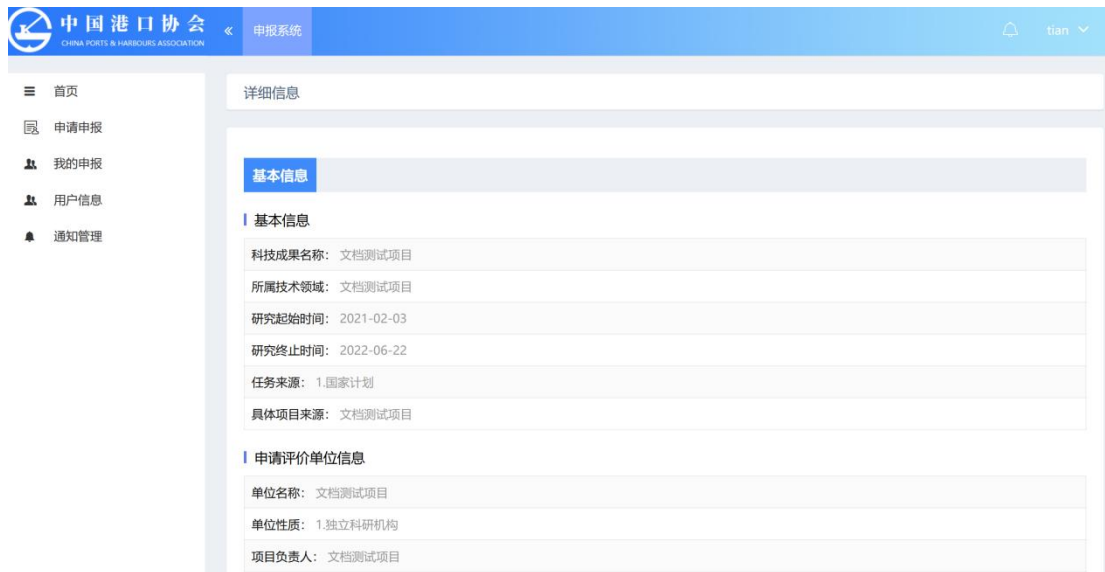 中国港口协会
CHINA PORTS & HARBOURS ASSOCIATION
« 申报系统
tian
首页
申请申报
我的申报
用户信息
通知管理
详细信息
基本信息
基本信息
科技成果名称： 文档测试项目
所属技术领域： 文档测试项目
研究起始时间： 2021-02-03
研究终止时间： 2022-06-22
任务来源： 1.国家计划
具体项目来源： 文档测试项目
申请评价单位信息
单位名称： 文档测试项目
单位性质： 1.独立科研机构
项目负责人： 文档测试项目